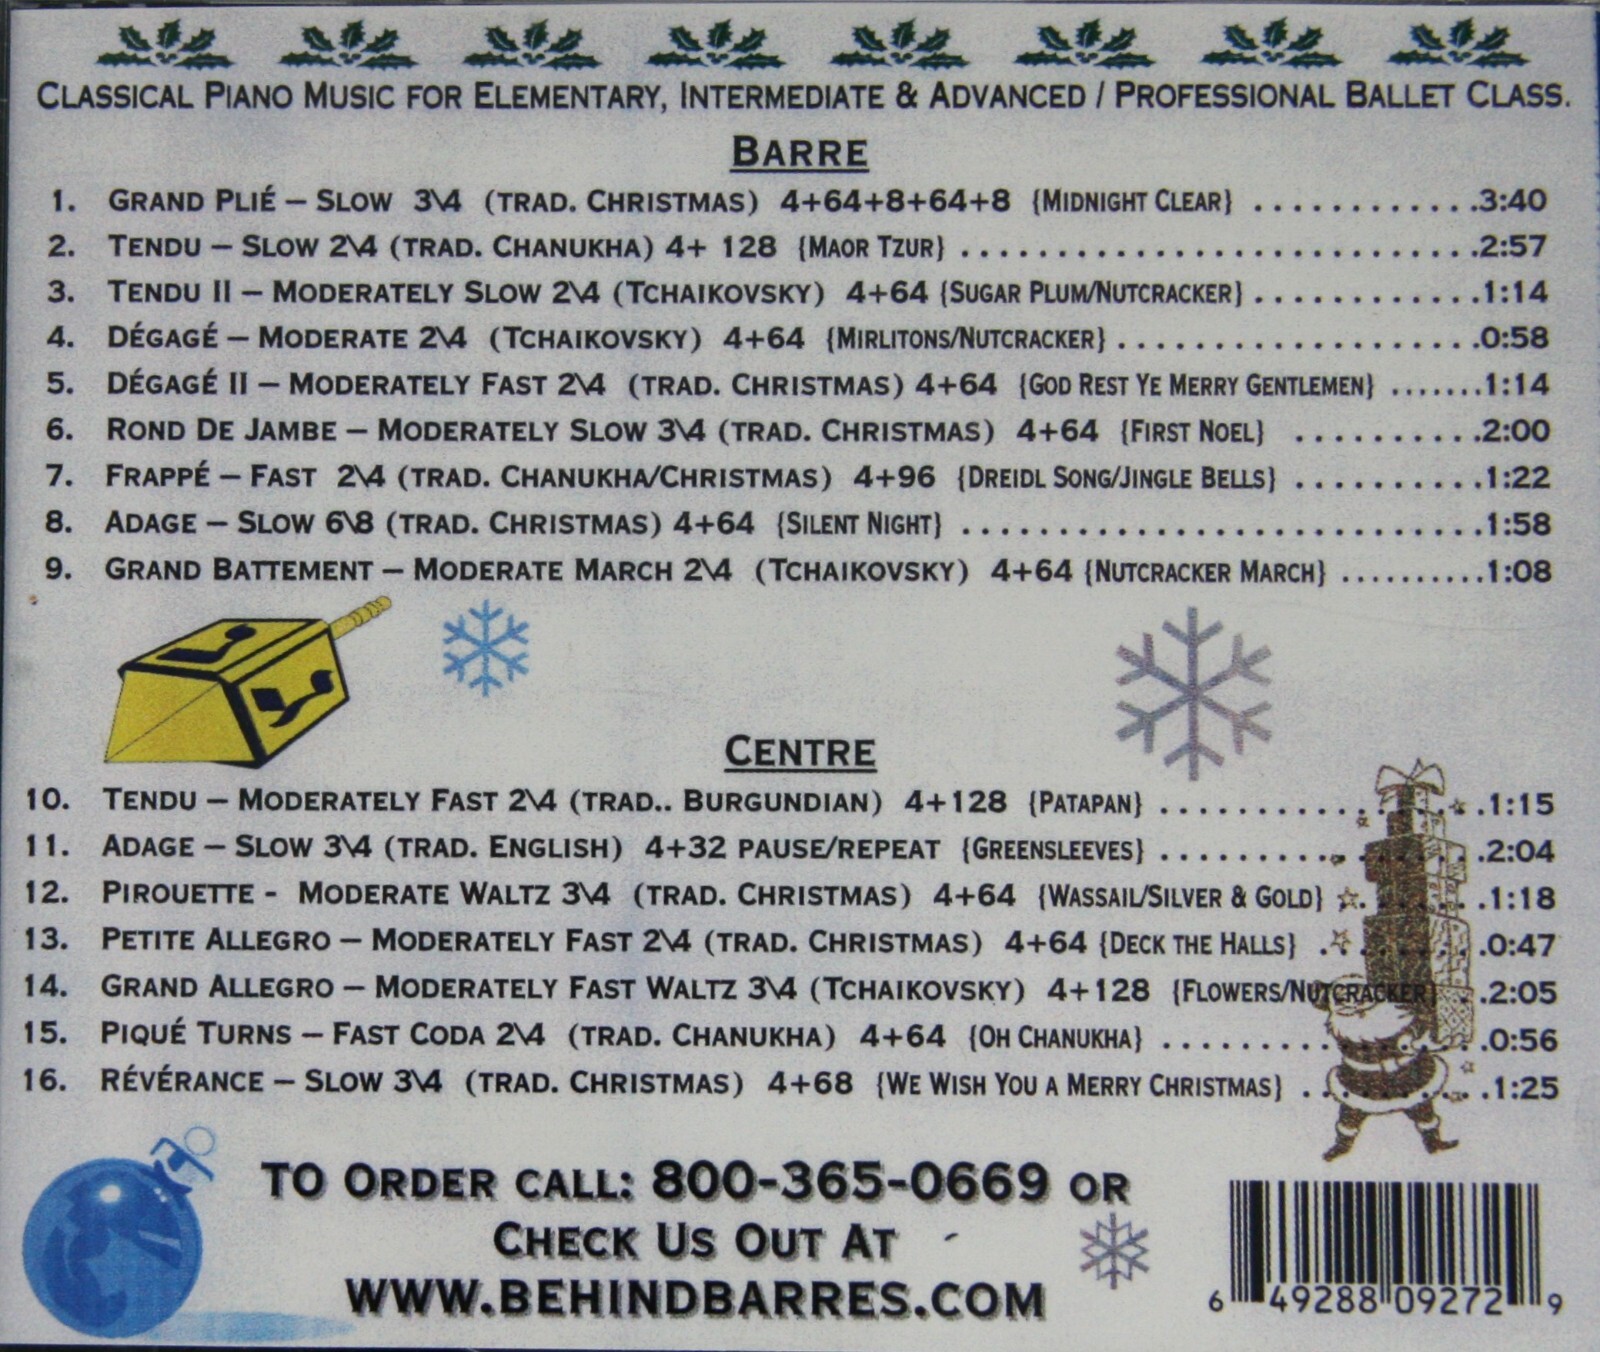 Classical Piano Music for Elementary, Intermediate & Advanced / Professional Ballet Class.
Barre
1. Grand Plié – Slow 3\4 (trad. Christmas) 4+64+8+64+8 {Midnight Clear} .............3:40
2. Tendu – Slow 2\4 (trad. Chanukha) 4+ 128 {Maor Tzur} .............................2:57
3. Tendu II – Moderately Slow 2\4 (Tchaikovsky) 4+64 {Sugar Plum/Nutcracker} .............1:14
4. Dégagé – Moderate 2\4 (Tchaikovsky) 4+64 {Mirlitons/Nutcracker} ....................0:58
5. Dégagé II – Moderately Fast 2\4 (trad. Christmas) 4+64 {God Rest Ye Merry Gentlemen} .......1:14
6. Rond De Jambe – Moderately Slow 3\4 (trad. Christmas) 4+64 {First Noel} ..........2:00
7. Frappé – Fast 2\4 (trad. Chanukha/Christmas) 4+96 {Dreidl Song/Jingle Bells} ..........1:22
8. Adage – Slow 6\8 (trad. Christmas) 4+64 {Silent Night} .............................1:58
9. Grand Battement – Moderate March 2\4 (Tchaikovsky) 4+64 {Nutcracker March} ..........1:08
Centre
10. Tendu – Moderately Fast 2\4 (trad.. Burgundian) 4+128 {Patapan} ..................1:15
11. Adage – Slow 3\4 (trad. English) 4+32 pause/repeat {Greensleeves} ..................2:04
12. Pirouette - Moderate Waltz 3\4 (trad. Christmas) 4+64 {Wassail/Silver & Gold} ........1:18
13. Petite Allegro – Moderately Fast 2\4 (trad. Christmas) 4+64 {Deck the Halls} .........0:47
14. Grand Allegro – Moderately Fast Waltz 3\4 (Tchaikovsky) 4+128 {Flowers/Nutcracker} ..2:05
15. Piqué Turns – Fast Coda 2\4 (trad. Chanukha) 4+64 {Oh Chanukha} ..................0:56
16. Révérance – Slow 3\4 (trad. Christmas) 4+68 {We Wish You a Merry Christmas} ..........1:25
to Order call: 800-365-0669 or
Check Us Out At
www.behindbarres.com
6 49288 09272 9